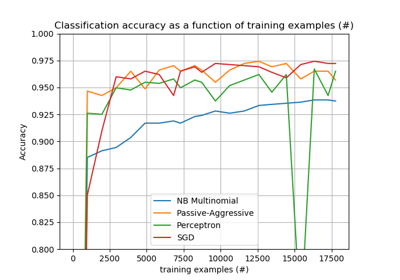 Classification accuracy as a function of training examples (#)
1.000
0.975
0.950
0.925
0.900
0.875
0.850
0.825
0.800
Accuracy
NB Multinomial
Passive-Aggressive
Perceptron
SGD
0 2500 5000 7500 10000 12500 15000 17500
training examples (#)